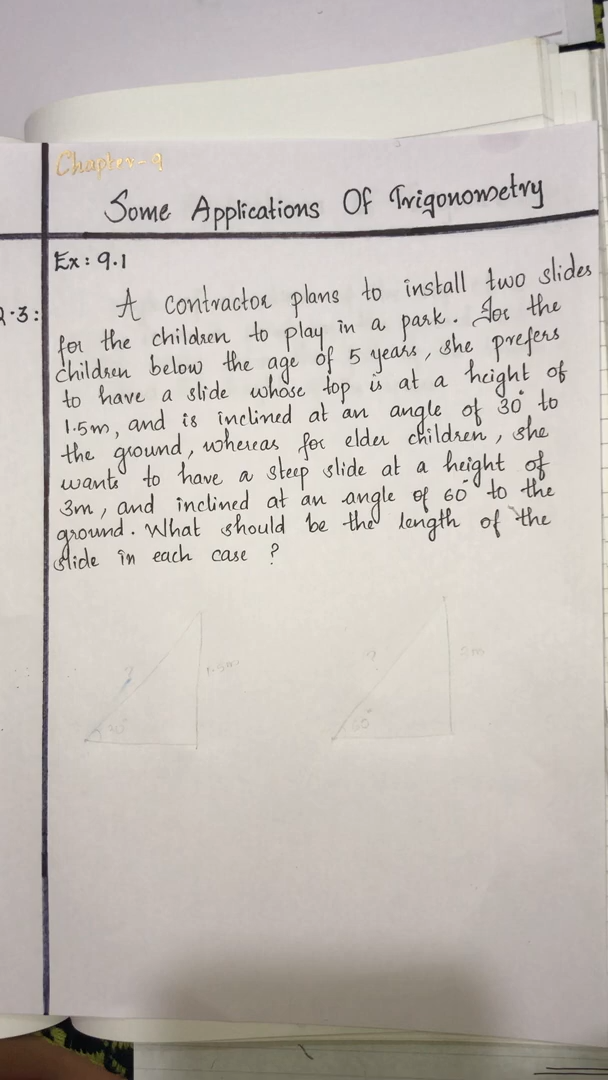 Chapter-9
Some Applications Of Trigonometry
Ex: 9.1
Q.3:
A contractor plans to install two slides
for the children to play in a park. For the
children below the age of 5 years, she prefers
to have a slide whose top is at a height of
1.5m, and is inclined at an angle of 30° to
the ground, whereas for elder children, she
wants to have a steep slide at a height of
3m, and inclined at an angle of 60° to the
ground. What should be the length of the
slide in each case ?
? 1.5m ? 3m
30° 60°